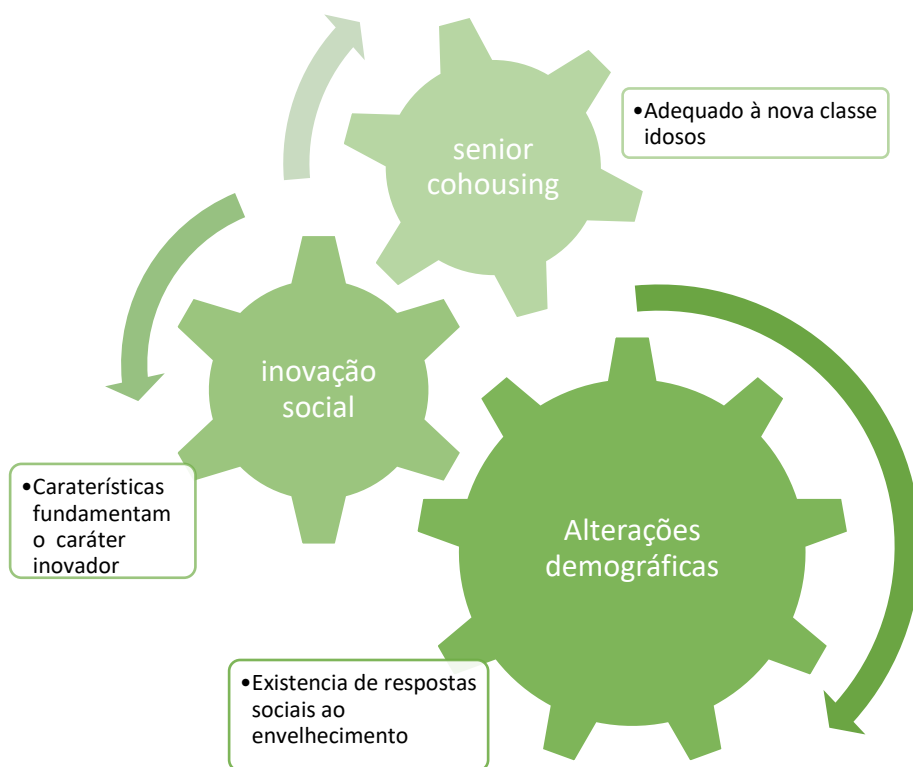 senior
cohousing
•Adequado à nova classe
idosos
inovação
social
•Caraterísticas
fundamentam
o caráter
inovador
Alterações
demográficas
•Existencia de respostas
sociais ao
envelhecimento